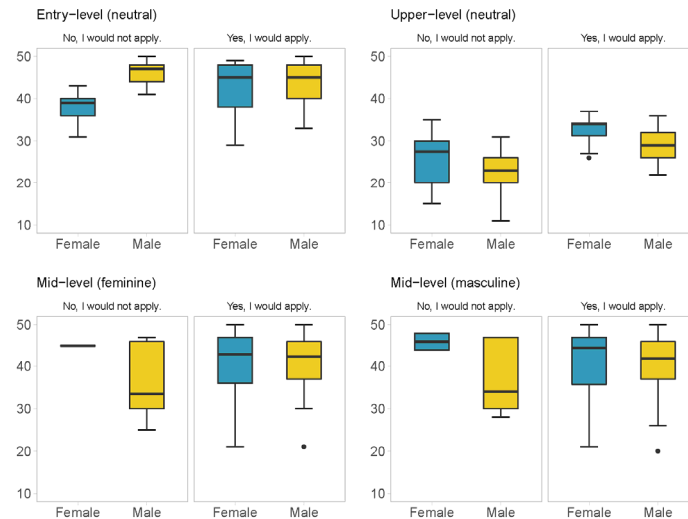 Entry-level (neutral)
No, I would not apply.
Yes, I would apply.
50
40
30
20
10
Female
Male
Female
Male
Upper-level (neutral)
No, I would not apply.
Yes, I would apply.
50
40
30
20
10
Female
Male
Female
Male
Mid-level (feminine)
No, I would not apply.
Yes, I would apply.
50
40
30
20
10
Female
Male
Female
Male
Mid-level (masculine)
No, I would not apply.
Yes, I would apply.
50
40
30
20
10
Female
Male
Female
Male